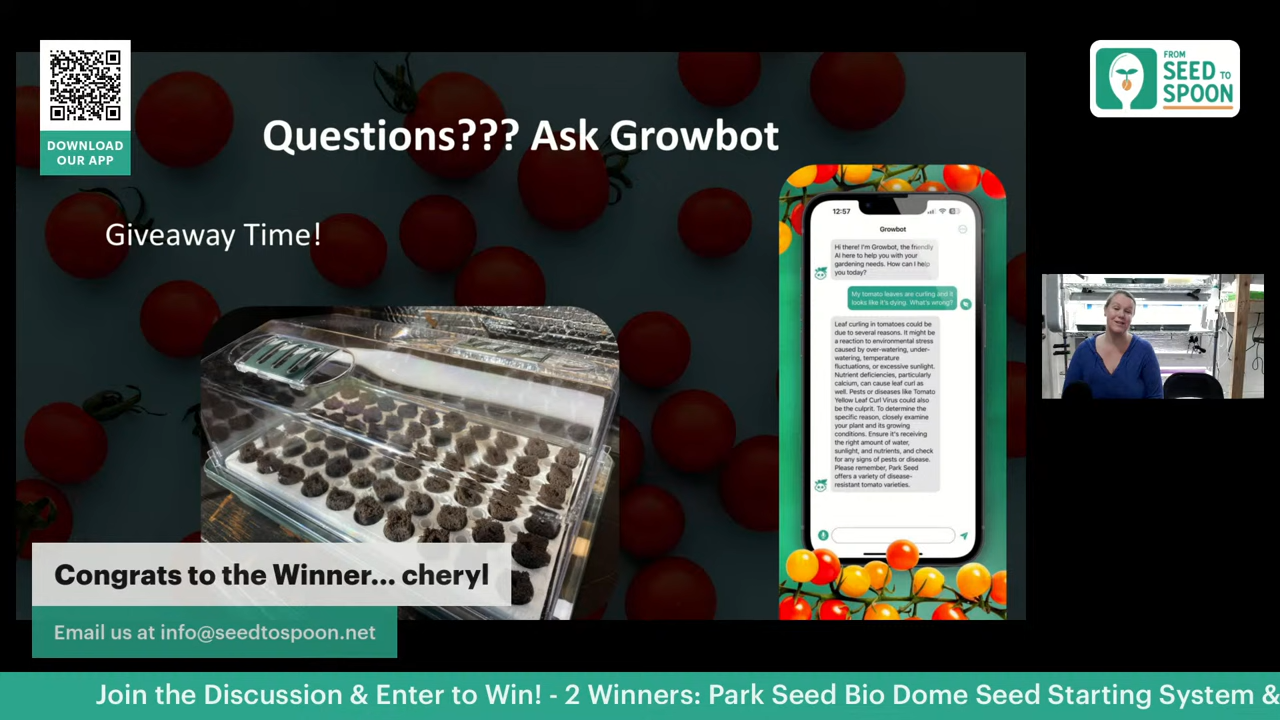 DOWNLOAD
OUR APP
FROM
SEED TO
SPOON
Questions??? Ask Growbot
Giveaway Time!
12:57
Growbot
Hi there! I'm Growbot, the friendly
AI here to help you with your
gardening needs. How can I help
you today?
My tomato leaves are curling and it
looks like it's dying. What's wrong?
Leaf curling in tomatoes could be
due to several reasons. It might be
a reaction to environmental stress
caused by over-watering, under-
watering, temperature
fluctuations, or excessive sunlight.
Nutrient deficiencies, particularly
calcium, can cause leaf curl as
well. Pests or diseases like Tomato
Yellow Leaf Curl Virus could also
be the culprit. To determine the
specific reason, closely examine
your plant and its growing
conditions. Ensure it's receiving
the right amount of water,
sunlight, and nutrients, and check
for any signs of pests or disease.
Please remember, Park Seed
offers a variety of disease-
resistant tomato varieties.
Congrats to the Winner... cheryl
Email us at info@seedtospoon.net
Join the Discussion & Enter to Win! - 2 Winners: Park Seed Bio Dome Seed Starting System &